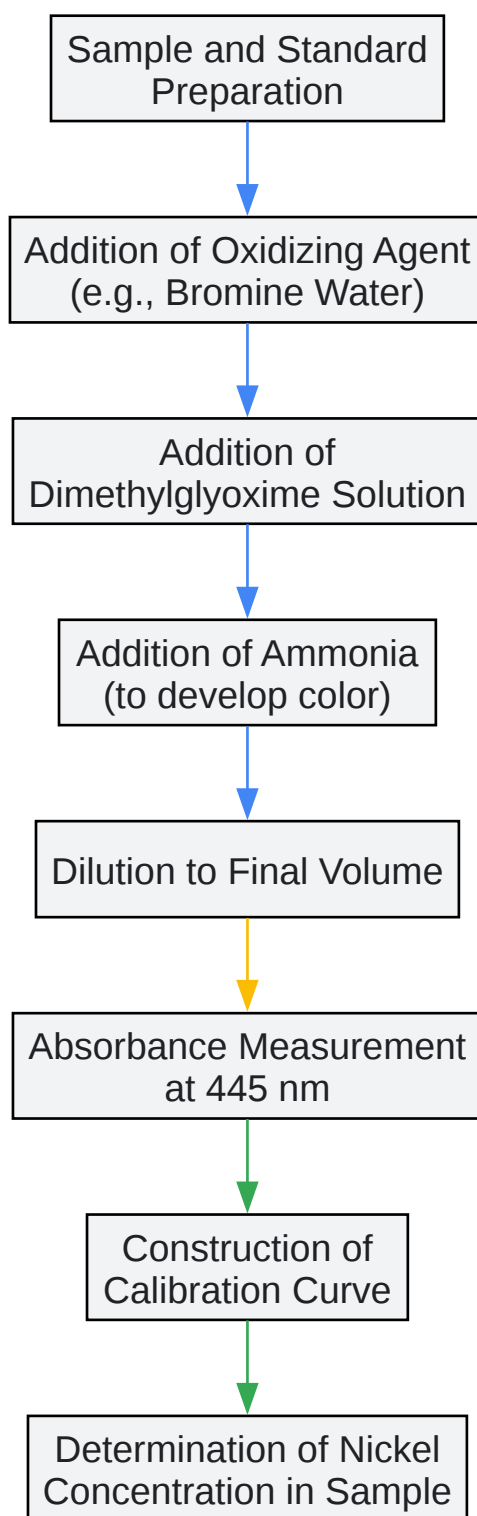 Sample and Standard
Preparation
Addition of Oxidizing Agent
(e.g., Bromine Water)
Addition of
Dimethylglyoxime Solution
Addition of Ammonia
(to develop color)
Dilution to Final Volume
Absorbance Measurement
at 445 nm
Construction of
Calibration Curve
Determination of Nickel
Concentration in Sample